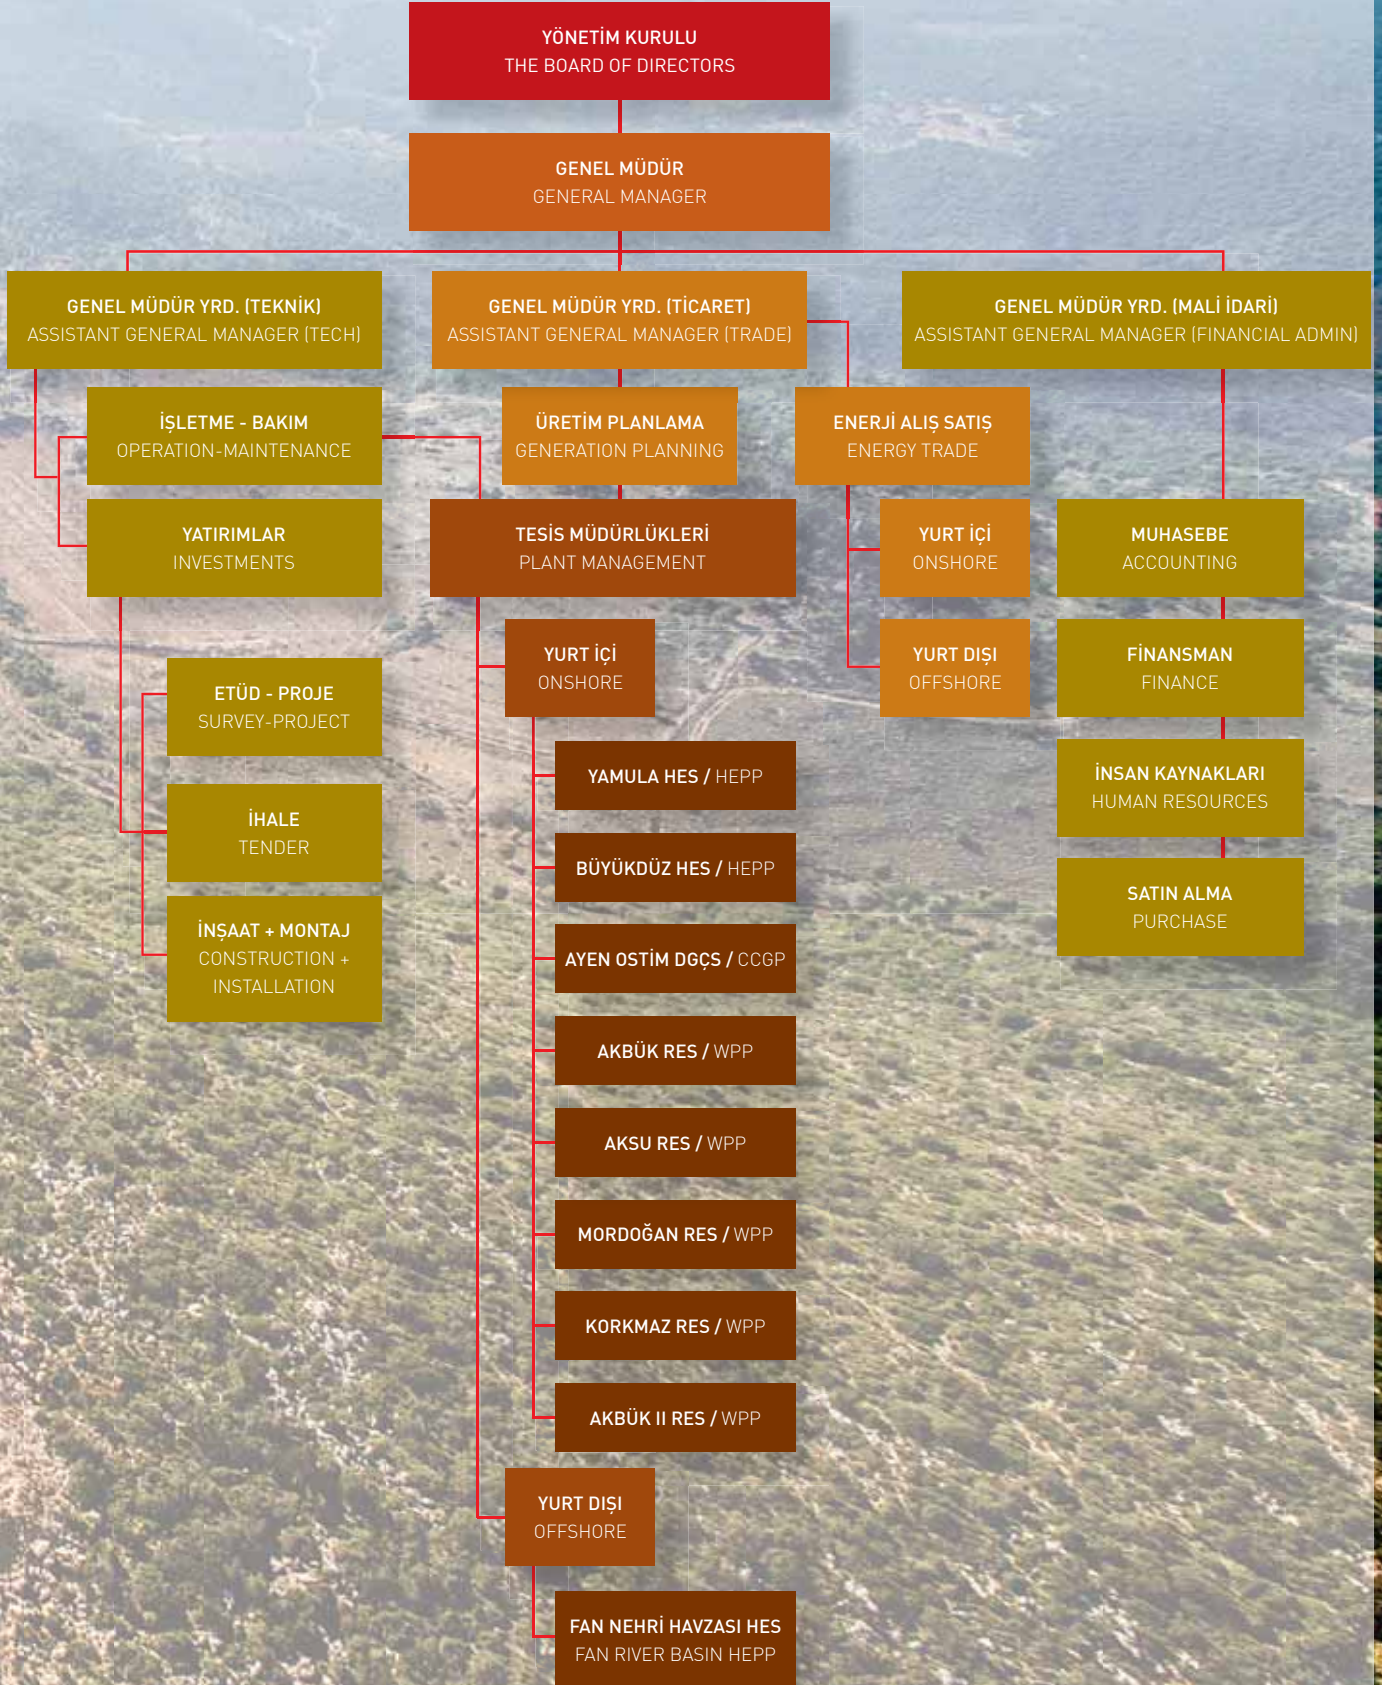 YÖNETİM KURULU
THE BOARD OF DIRECTORS
GENEL MÜDÜR
GENERAL MANAGER
GENEL MÜDÜR YRD. (TEKNİK)
ASSISTANT GENERAL MANAGER (TECH)
GENEL MÜDÜR YRD. (TİCARET)
ASSISTANT GENERAL MANAGER (TRADE)
GENEL MÜDÜR YRD. (MALİ İDARİ)
ASSISTANT GENERAL MANAGER (FINANCIAL ADMIN)
İŞLETME - BAKIM
OPERATION-MAINTENANCE
ÜRETİM PLANLAMA
GENERATION PLANNING
ENERJİ ALIŞ SATIŞ
ENERGY TRADE
YATIRIMLAR
INVESTMENTS
TESİS MÜDÜRLÜKLERİ
PLANT MANAGEMENT
YURT İÇİ
ONSHORE
MUHASEBE
ACCOUNTING
YURT İÇİ
ONSHORE
YURT DIŞI
OFFSHORE
FİNANSMAN
FINANCE
ETÜD - PROJE
SURVEY-PROJECT
YAMULA HES / HEPP
İNSAN KAYNAKLARI
HUMAN RESOURCES
İHALE
TENDER
BÜYÜKDÜZ HES / HEPP
SATIN ALMA
PURCHASE
İNŞAAT + MONTAJ
CONSTRUCTION +
INSTALLATION
AYEN OSTİM DGÇS / CCGP
AKBÜK RES / WPP
AKSU RES / WPP
MORDOĞAN RES / WPP
KORKMAZ RES / WPP
AKBÜK II RES / WPP
YURT DIŞI
OFFSHORE
FAN NEHRİ HAVZASI HES
FAN RIVER BASIN HEPP